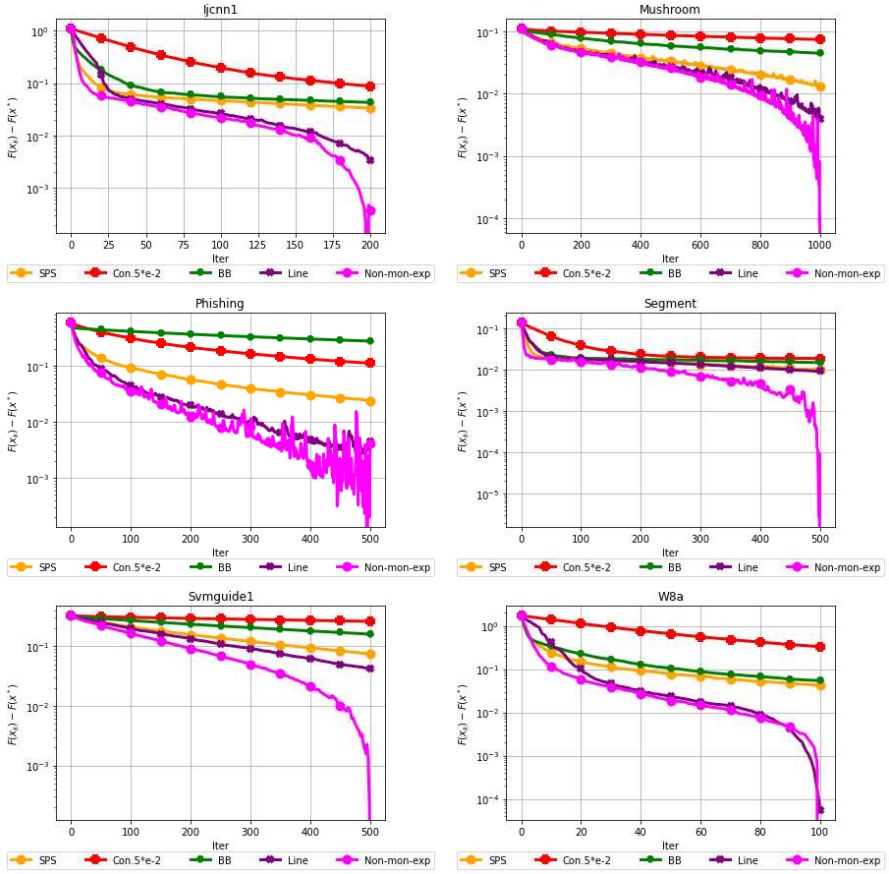 Ijcnn1
F(x_k) − F(x*)
10^0
10^-1
10^-2
10^-3
0 25 50 75 100 125 150 175 200
Iter
SPS Con.5*e-2 BB Line Non-mon-exp
Mushroom
F(x_k) − F(x*)
10^-1
10^-2
10^-3
10^-4
0 200 400 600 800 1000
Iter
SPS Con.5*e-2 BB Line Non-mon-exp
Phishing
F(x_k) − F(x*)
10^-1
10^-2
10^-3
0 100 200 300 400 500
Iter
SPS Con.5*e-2 BB Line Non-mon-exp
Segment
F(x_k) − F(x*)
10^-1
10^-2
10^-3
10^-4
10^-5
0 100 200 300 400 500
Iter
SPS Con.5*e-2 BB Line Non-mon-exp
Svmguide1
F(x_k) − F(x*)
10^-1
10^-2
10^-3
0 100 200 300 400 500
Iter
SPS Con.5*e-2 BB Line Non-mon-exp
W8a
F(x_k) − F(x*)
10^0
10^-1
10^-2
10^-3
10^-4
0 20 40 60 80 100
Iter
SPS Con.5*e-2 BB Line Non-mon-exp